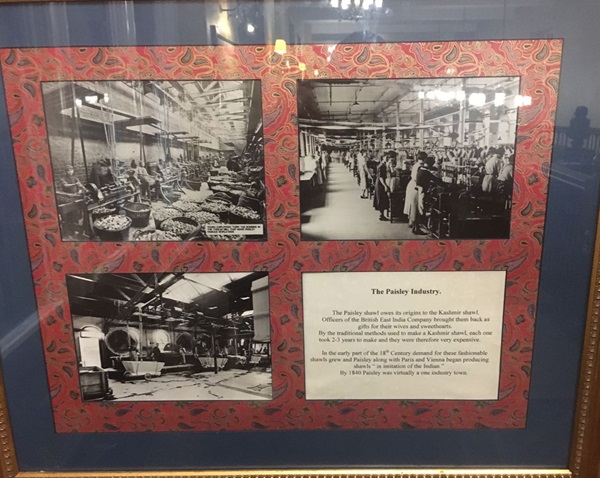 The Paisley Industry.
The Paisley shawl owes its origins to the Kashmir shawl.
Officers of the British East India Company brought them back as
gifts for their wives and sweethearts.
By the traditional methods used to make a Kashmir shawl, each one
took 2-3 years to make and they were therefore very expensive.
In the early part of the 18th Century demand for these fashionable
shawls grew and Paisley along with Paris and Vienna began producing
shawls " in imitation of the Indian."
By 1840 Paisley was virtually a one industry town.